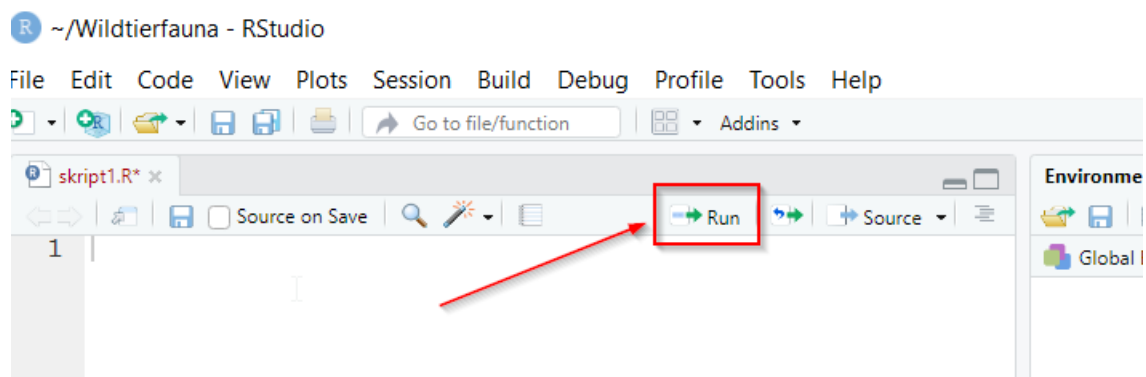 R ~/Wildtierfauna - RStudio
File Edit Code View Plots Session Build Debug Profile Tools Help
R Go to file/function Addins
R skript1.R*
Environme
Source on Save Run Source
1
Global